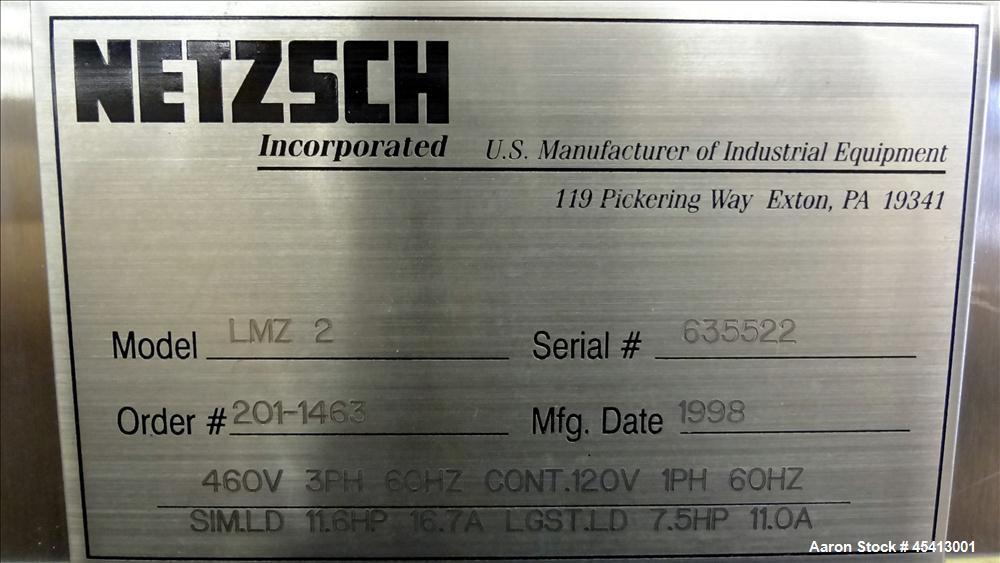 NETZSCH
Incorporated U.S. Manufacturer of Industrial Equipment
119 Pickering Way Exton, PA 19341
Model LMZ 2 Serial # 635522
Order # 201-1463 Mfg. Date 1998
460V 3PH 60HZ CONT.120V 1PH 60HZ
SIM.LD 11.6HP 16.7A LGST.LD 7.5HP 11.0A
Aaron Stock # 45413001